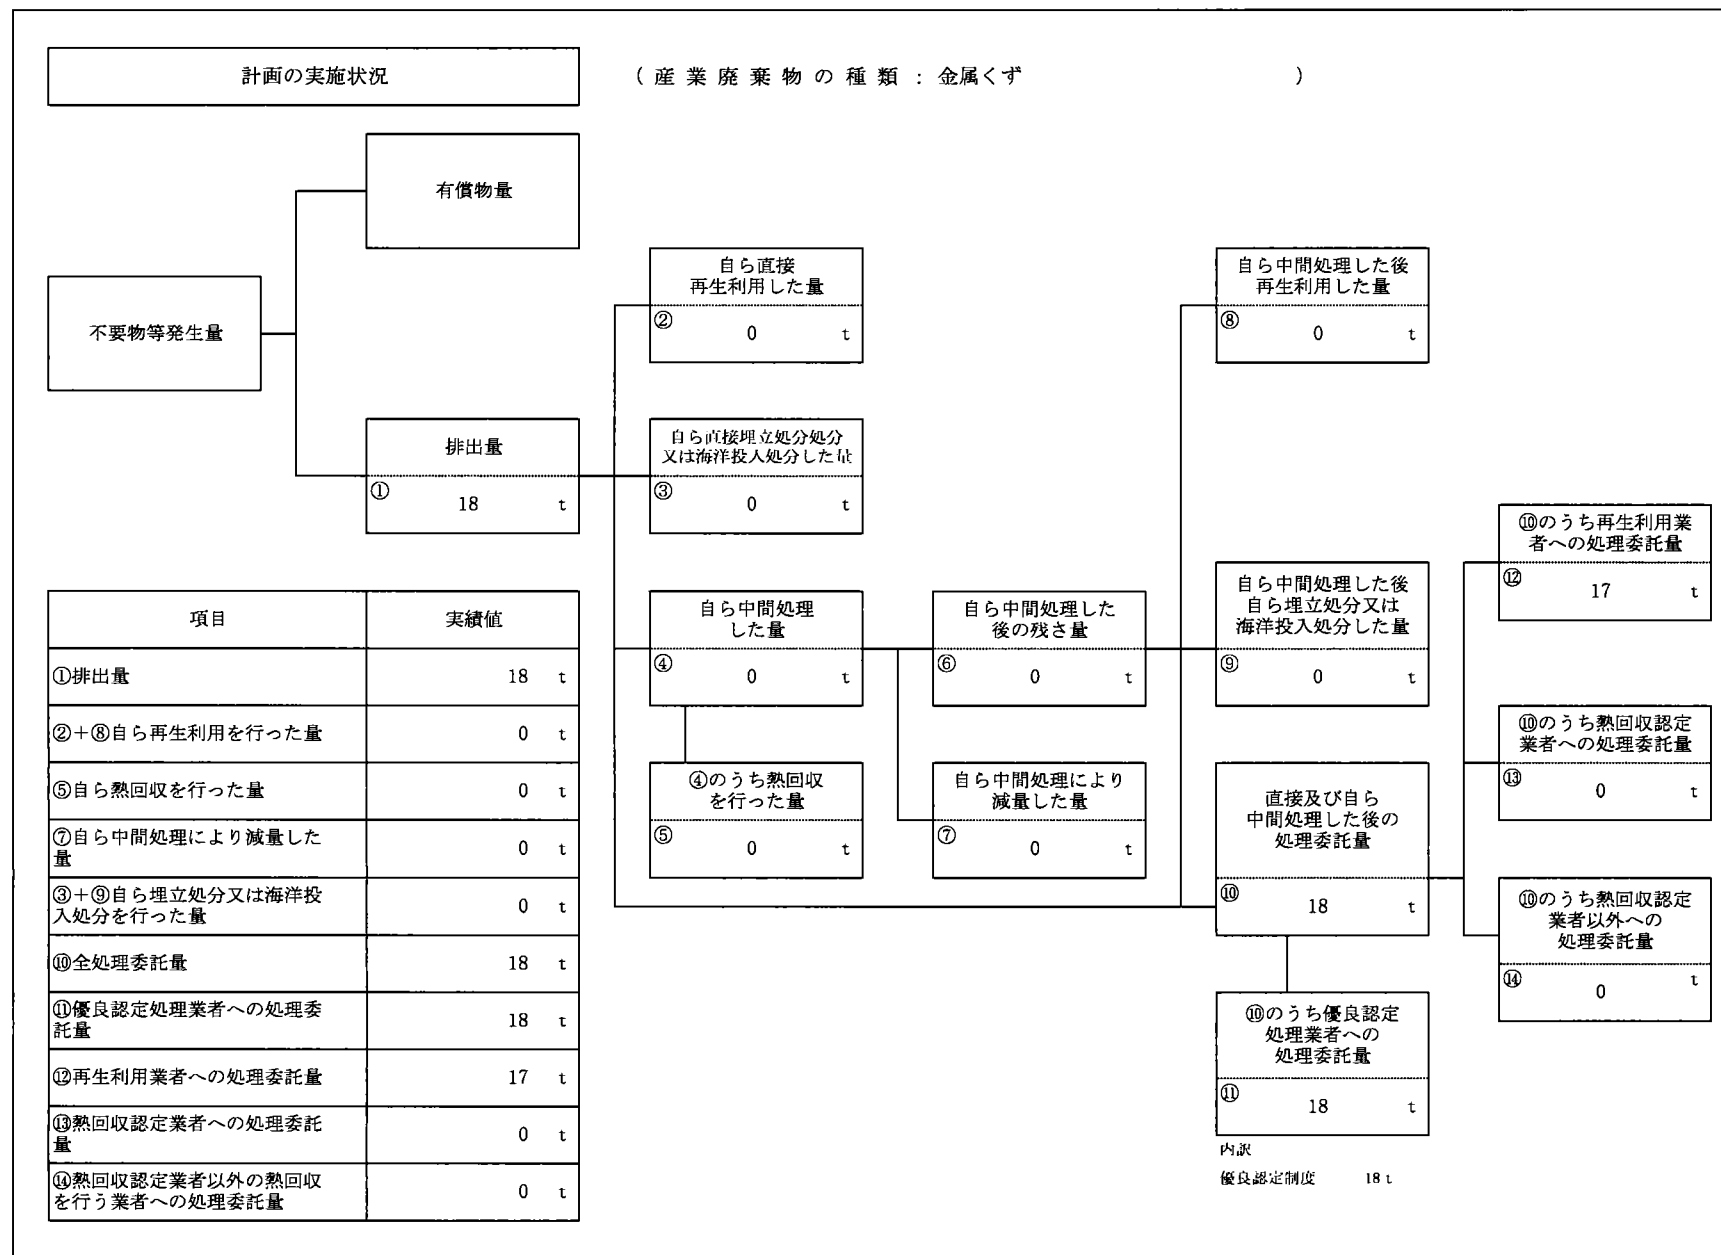 計画の実施状況
（産業廃棄物の種類：金属くず　）
有償物量
不要物等発生量
排出量
① 18 t
自ら直接
再生利用した量
② 0 t
自ら直接埋立処分処分
又は海洋投入処分した量
③ 0 t
自ら中間処理
した量
④ 0 t
④のうち熱回収
を行った量
⑤ 0 t
自ら中間処理した
後の残さ量
⑥ 0 t
自ら中間処理により
減量した量
⑦ 0 t
自ら中間処理した後
再生利用した量
⑧ 0 t
自ら中間処理した後
自ら埋立処分又は
海洋投入処分した量
⑨ 0 t
直接及び自ら
中間処理した後の
処理委託量
⑩ 18 t
⑩のうち優良認定
処理業者への
処理委託量
⑪ 18 t
内訳
優良認定制度 18 t
⑩のうち再生利用業
者への処理委託量
⑫ 17 t
⑩のうち熱回収認定
業者への処理委託量
⑬ 0 t
⑩のうち熱回収認定
業者以外への
処理委託量
⑭ 0 t
項目 実績値
①排出量 18 t
②＋⑧自ら再生利用を行った量 0 t
⑤自ら熱回収を行った量 0 t
⑦自ら中間処理により減量した
量 0 t
③＋⑨自ら埋立処分又は海洋投
入処分を行った量 0 t
⑩全処理委託量 18 t
⑪優良認定処理業者への処理委
託量 18 t
⑫再生利用業者への処理委託量 17 t
⑬熱回収認定業者への処理委託
量 0 t
⑭熱回収認定業者以外の熱回収
を行う業者への処理委託量 0 t